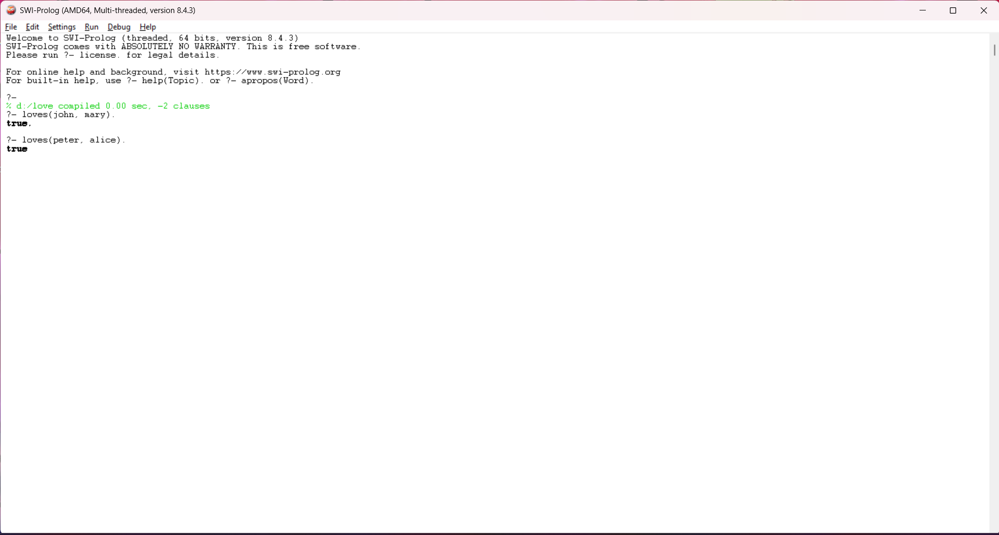 SWI-Prolog (AMD64, Multi-threaded, version 8.4.3)
File Edit Settings Run Debug Help
Welcome to SWI-Prolog (threaded, 64 bits, version 8.4.3)
SWI-Prolog comes with ABSOLUTELY NO WARRANTY. This is free software.
Please run ?- license. for legal details.
For online help and background, visit https://www.swi-prolog.org
For built-in help, use ?- help(Topic). or ?- apropos(Word).
?-
% d:/love compiled 0.00 sec, -2 clauses
?- loves(john, mary).
true.
?- loves(peter, alice).
true